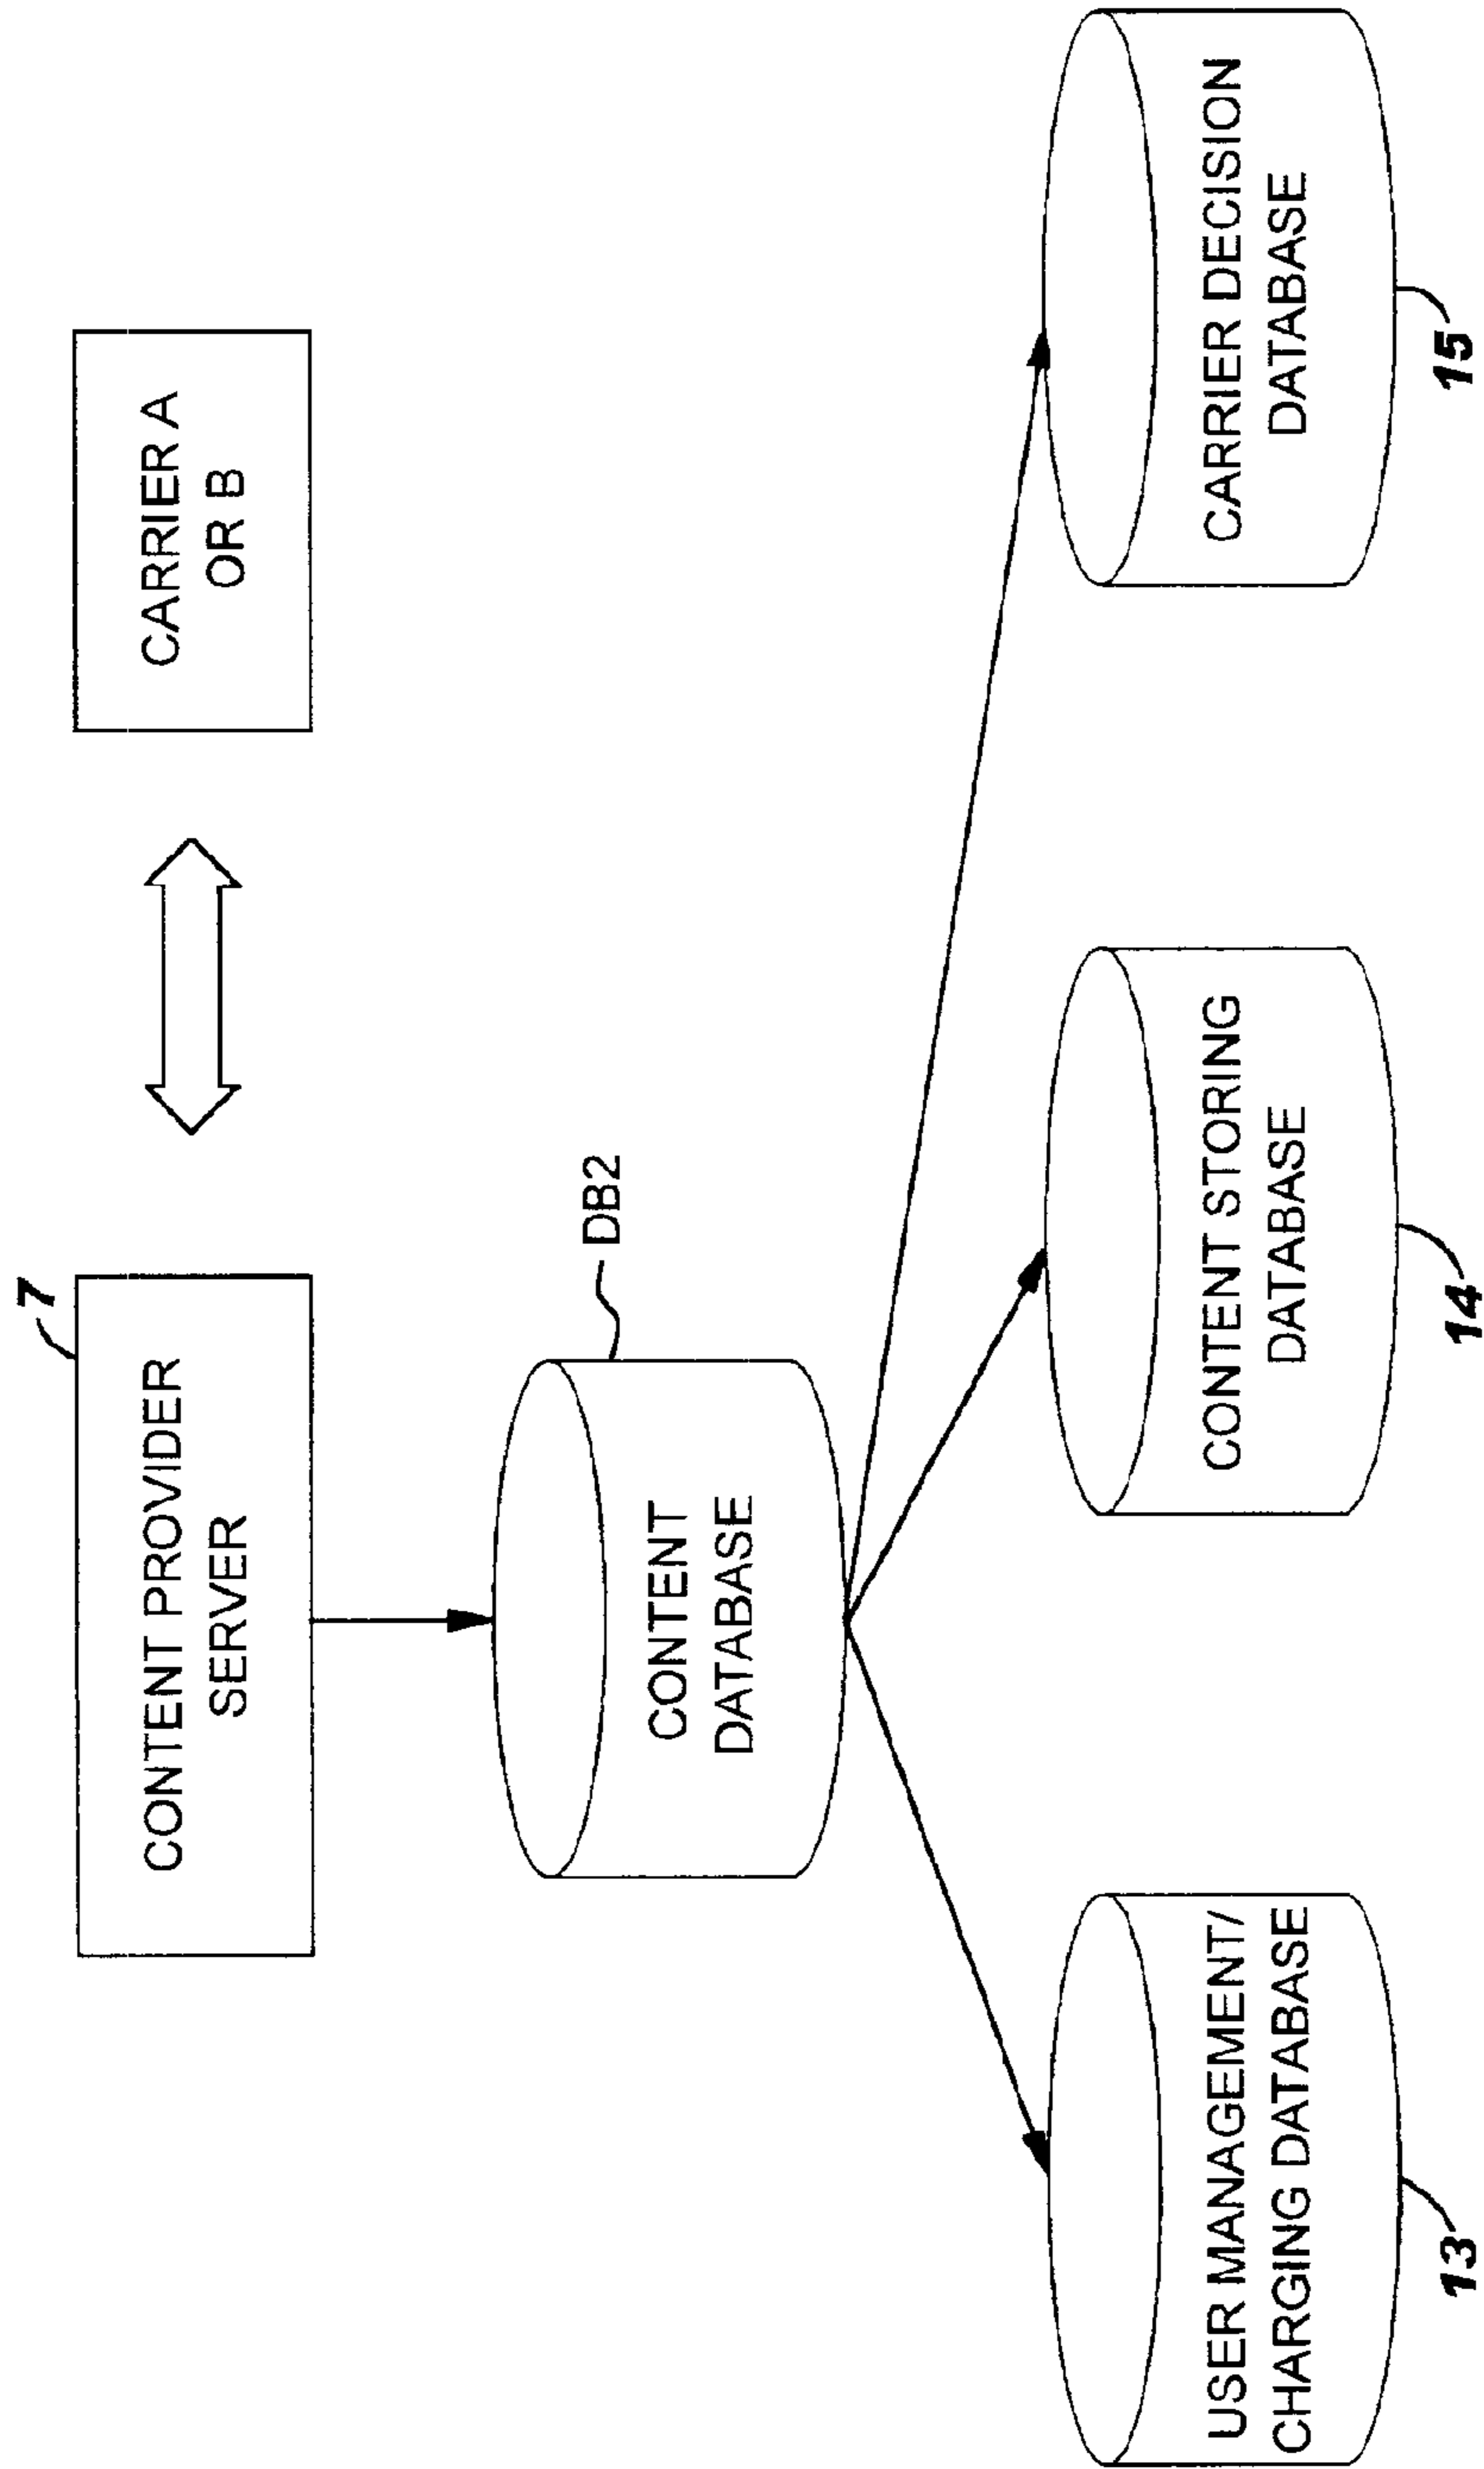 7
CONTENT PROVIDER
SERVER
CARRIER A
OR B
CONTENT
DATABASE
DB2
USER MANAGEMENT/
CHARGING DATABASE
13
CONTENT STORING
DATABASE
14
CARRIER DECISION
DATABASE
15